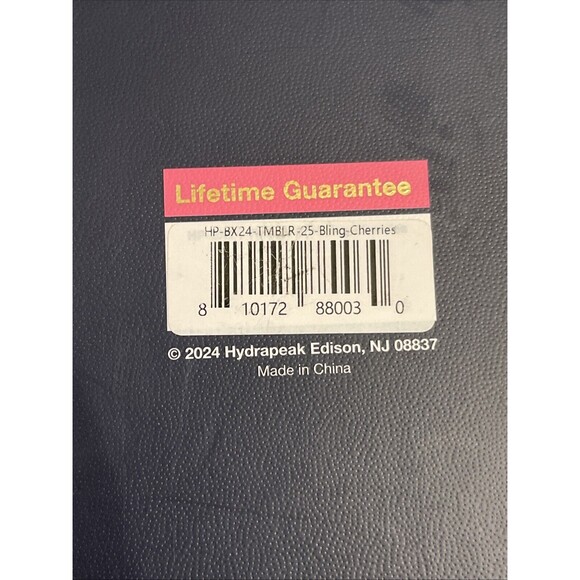 Lifetime Guarantee
HP-BX24-TMBLR-25-Bling-Cherries
8 10172 88003 0
© 2024 Hydrapeak Edison, NJ 08837
Made in China